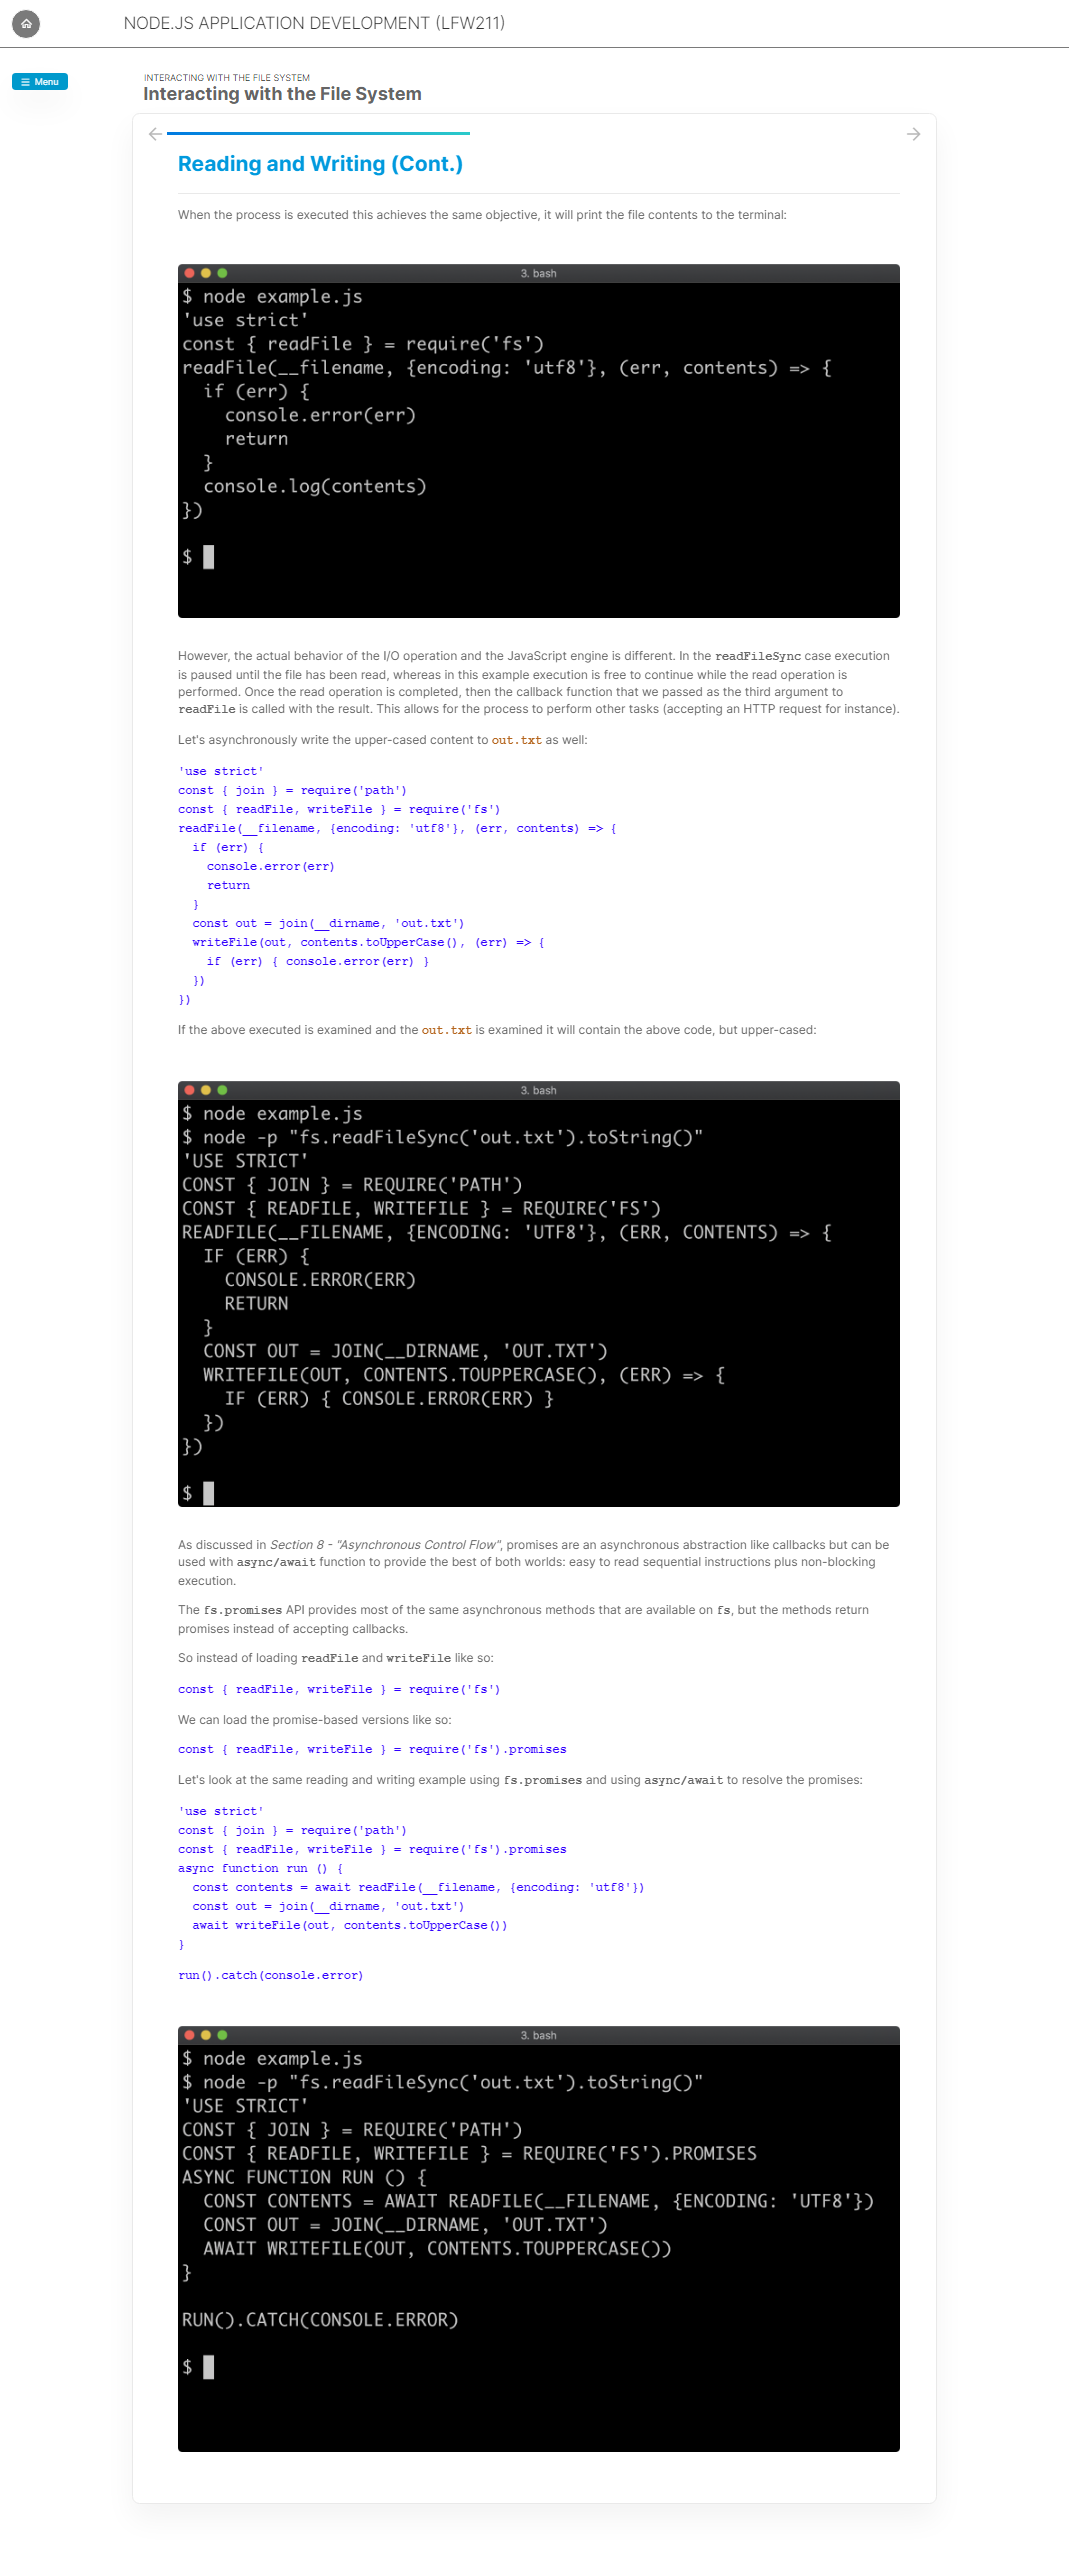 NODE.JS APPLICATION DEVELOPMENT (LFW211)
Menu
INTERACTING WITH THE FILE SYSTEM
Interacting with the File System
Reading and Writing (Cont.)
When the process is executed this achieves the same objective, it will print the file contents to the terminal:
3. bash
$ node example.js
'use strict'
const { readFile } = require('fs')
readFile(__filename, {encoding: 'utf8'}, (err, contents) => {
  if (err) {
    console.error(err)
    return
  }
  console.log(contents)
})
$
However, the actual behavior of the I/O operation and the JavaScript engine is different. In the readFileSync case execution
is paused until the file has been read, whereas in this example execution is free to continue while the read operation is
performed. Once the read operation is completed, then the callback function that we passed as the third argument to
readFile is called with the result. This allows for the process to perform other tasks (accepting an HTTP request for instance).
Let's asynchronously write the upper-cased content to out.txt as well:
'use strict'
const { join } = require('path')
const { readFile, writeFile } = require('fs')
readFile(__filename, {encoding: 'utf8'}, (err, contents) => {
  if (err) {
    console.error(err)
    return
  }
  const out = join(__dirname, 'out.txt')
  writeFile(out, contents.toUpperCase(), (err) => {
    if (err) { console.error(err) }
  })
})
If the above executed is examined and the out.txt is examined it will contain the above code, but upper-cased:
3. bash
$ node example.js
$ node -p "fs.readFileSync('out.txt').toString()"
'USE STRICT'
CONST { JOIN } = REQUIRE('PATH')
CONST { READFILE, WRITEFILE } = REQUIRE('FS')
READFILE(__FILENAME, {ENCODING: 'UTF8'}, (ERR, CONTENTS) => {
  IF (ERR) {
    CONSOLE.ERROR(ERR)
    RETURN
  }
  CONST OUT = JOIN(__DIRNAME, 'OUT.TXT')
  WRITEFILE(OUT, CONTENTS.TOUPPERCASE(), (ERR) => {
    IF (ERR) { CONSOLE.ERROR(ERR) }
  })
})
$
As discussed in Section 8 - "Asynchronous Control Flow", promises are an asynchronous abstraction like callbacks but can be
used with async/await function to provide the best of both worlds: easy to read sequential instructions plus non-blocking
execution.
The fs.promises API provides most of the same asynchronous methods that are available on fs, but the methods return
promises instead of accepting callbacks.
So instead of loading readFile and writeFile like so:
const { readFile, writeFile } = require('fs')
We can load the promise-based versions like so:
const { readFile, writeFile } = require('fs').promises
Let's look at the same reading and writing example using fs.promises and using async/await to resolve the promises:
'use strict'
const { join } = require('path')
const { readFile, writeFile } = require('fs').promises
async function run () {
  const contents = await readFile(__filename, {encoding: 'utf8'})
  const out = join(__dirname, 'out.txt')
  await writeFile(out, contents.toUpperCase())
}
run().catch(console.error)
3. bash
$ node example.js
$ node -p "fs.readFileSync('out.txt').toString()"
'USE STRICT'
CONST { JOIN } = REQUIRE('PATH')
CONST { READFILE, WRITEFILE } = REQUIRE('FS').PROMISES
ASYNC FUNCTION RUN () {
  CONST CONTENTS = AWAIT READFILE(__FILENAME, {ENCODING: 'UTF8'})
  CONST OUT = JOIN(__DIRNAME, 'OUT.TXT')
  AWAIT WRITEFILE(OUT, CONTENTS.TOUPPERCASE())
}
RUN().CATCH(CONSOLE.ERROR)
$